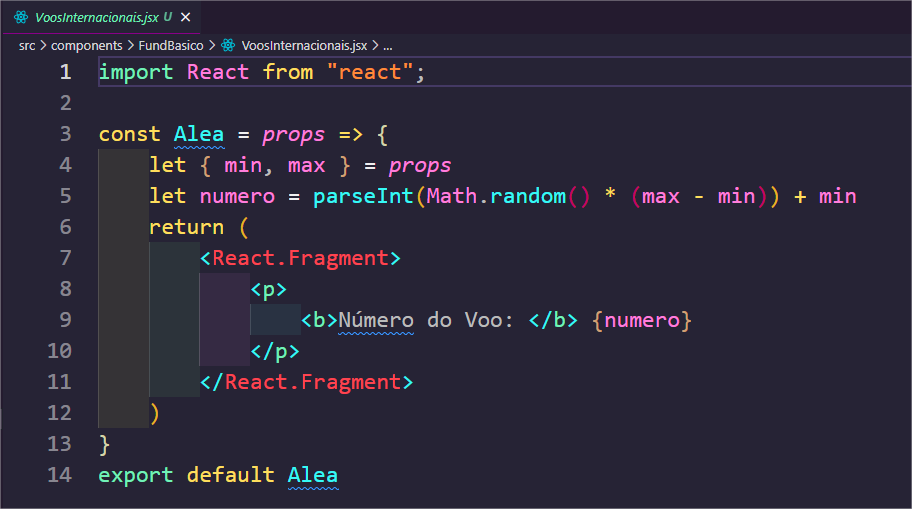 VoosInternacionais.jsx U ×
src > components > FundBasico > VoosInternacionais.jsx > ...
1 import React from "react";
2
3 const Alea = props => {
4 let { min, max } = props
5 let numero = parseInt(Math.random() * (max - min)) + min
6 return (
7 <React.Fragment>
8 <p>
9 <b>Número do Voo: </b> {numero}
10 </p>
11 </React.Fragment>
12 )
13 }
14 export default Alea